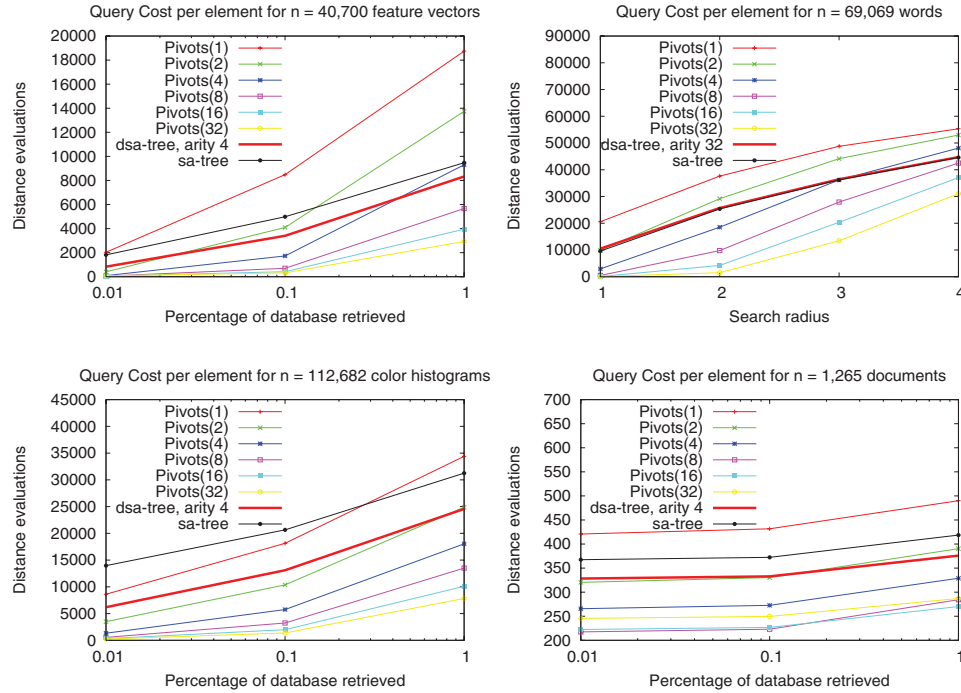 Query Cost per element for n = 40,700 feature vectors
Distance evaluations
20000
18000
16000
14000
12000
10000
8000
6000
4000
2000
0
Pivots(1)
Pivots(2)
Pivots(4)
Pivots(8)
Pivots(16)
Pivots(32)
dsa-tree, arity 4
sa-tree
0.01
0.1
1
Percentage of database retrieved
Query Cost per element for n = 69,069 words
Distance evaluations
90000
80000
70000
60000
50000
40000
30000
20000
10000
0
Pivots(1)
Pivots(2)
Pivots(4)
Pivots(8)
Pivots(16)
Pivots(32)
dsa-tree, arity 32
sa-tree
1
2
3
4
Search radius
Query Cost per element for n = 112,682 color histograms
Distance evaluations
45000
40000
35000
30000
25000
20000
15000
10000
5000
0
Pivots(1)
Pivots(2)
Pivots(4)
Pivots(8)
Pivots(16)
Pivots(32)
dsa-tree, arity 4
sa-tree
0.01
0.1
1
Percentage of database retrieved
Query Cost per element for n = 1,265 documents
Distance evaluations
700
650
600
550
500
450
400
350
300
250
200
Pivots(1)
Pivots(2)
Pivots(4)
Pivots(8)
Pivots(16)
Pivots(32)
dsa-tree, arity 4
sa-tree
0.01
0.1
1
Percentage of database retrieved